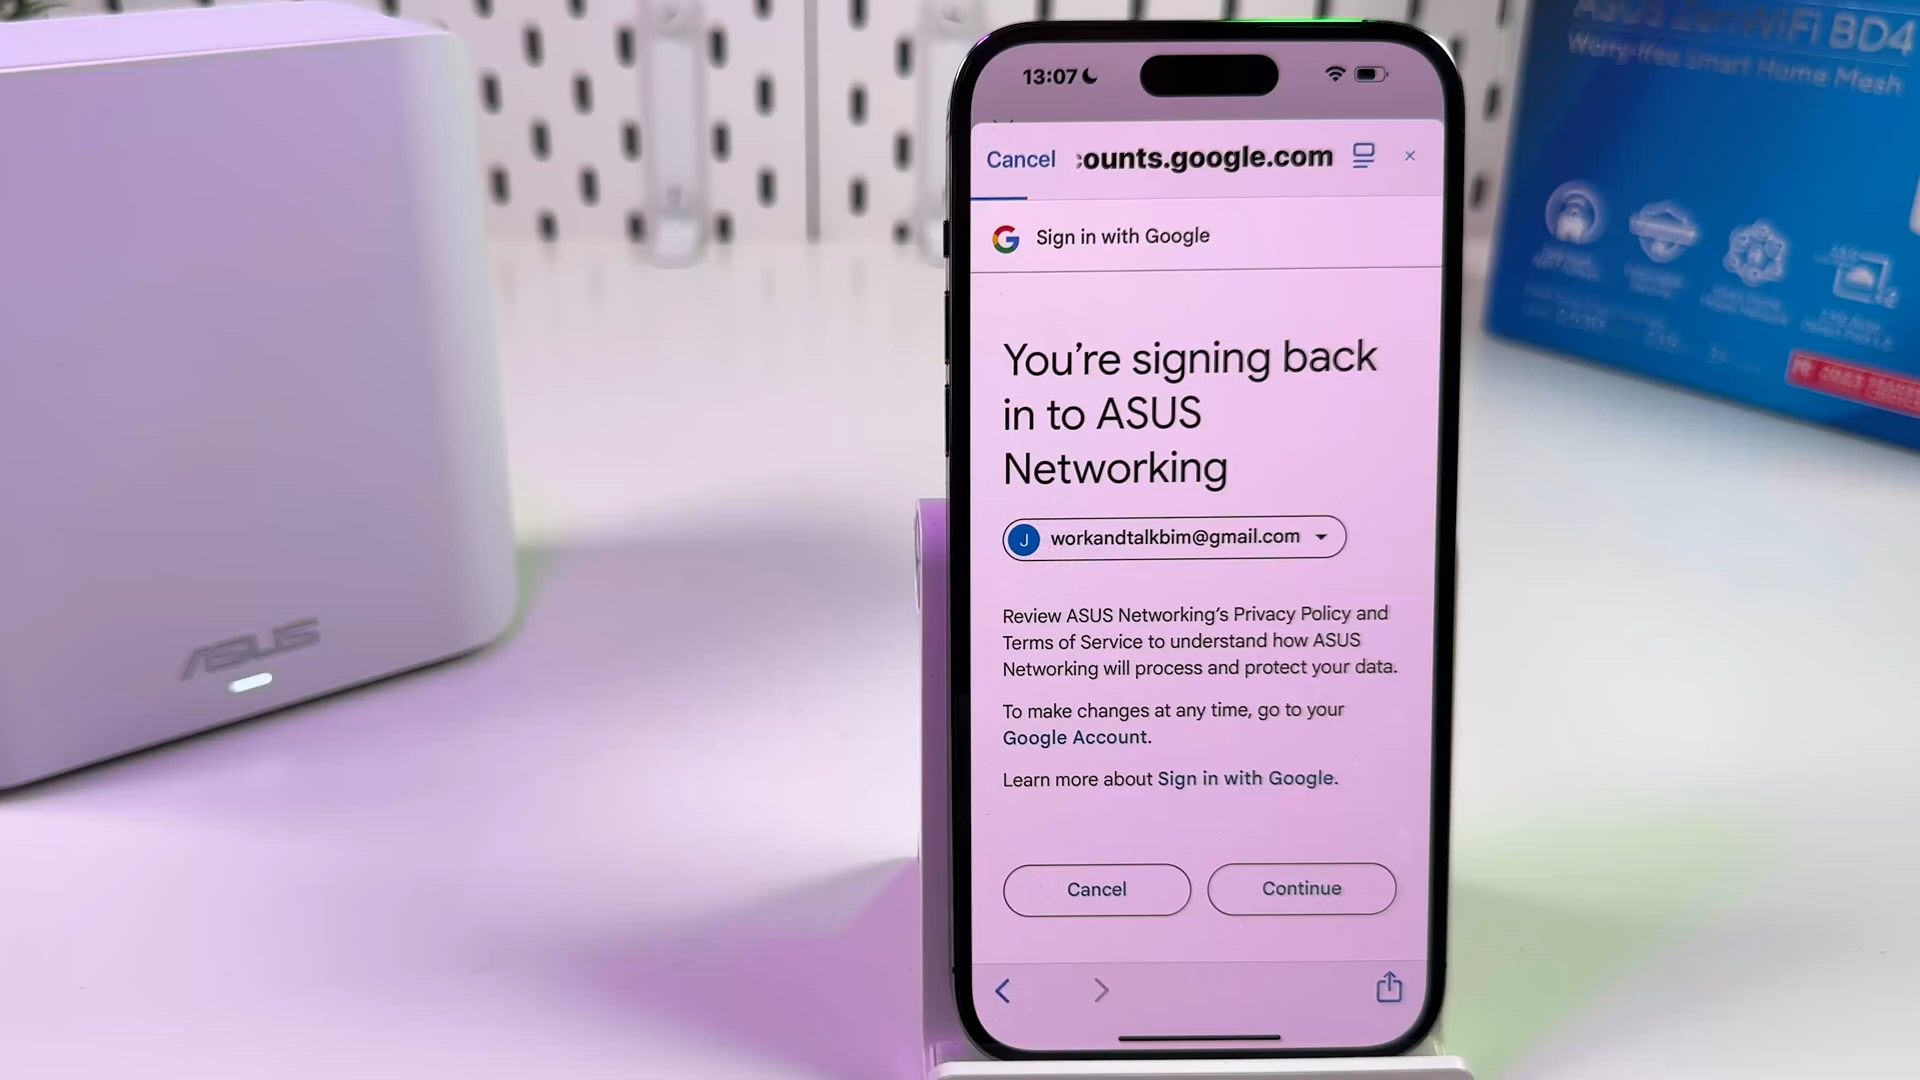 ASUS
13:07
Cancel
ounts.google.com
Sign in with Google
You’re signing back
in to ASUS
Networking
J
workandtalkbim@gmail.com
Review ASUS Networking’s Privacy Policy and
Terms of Service to understand how ASUS
Networking will process and protect your data.
To make changes at any time, go to your
Google Account.
Learn more about Sign in with Google.
Cancel
Continue
ASUS ZenWiFi BD4
Worry-free Smart Home Mesh